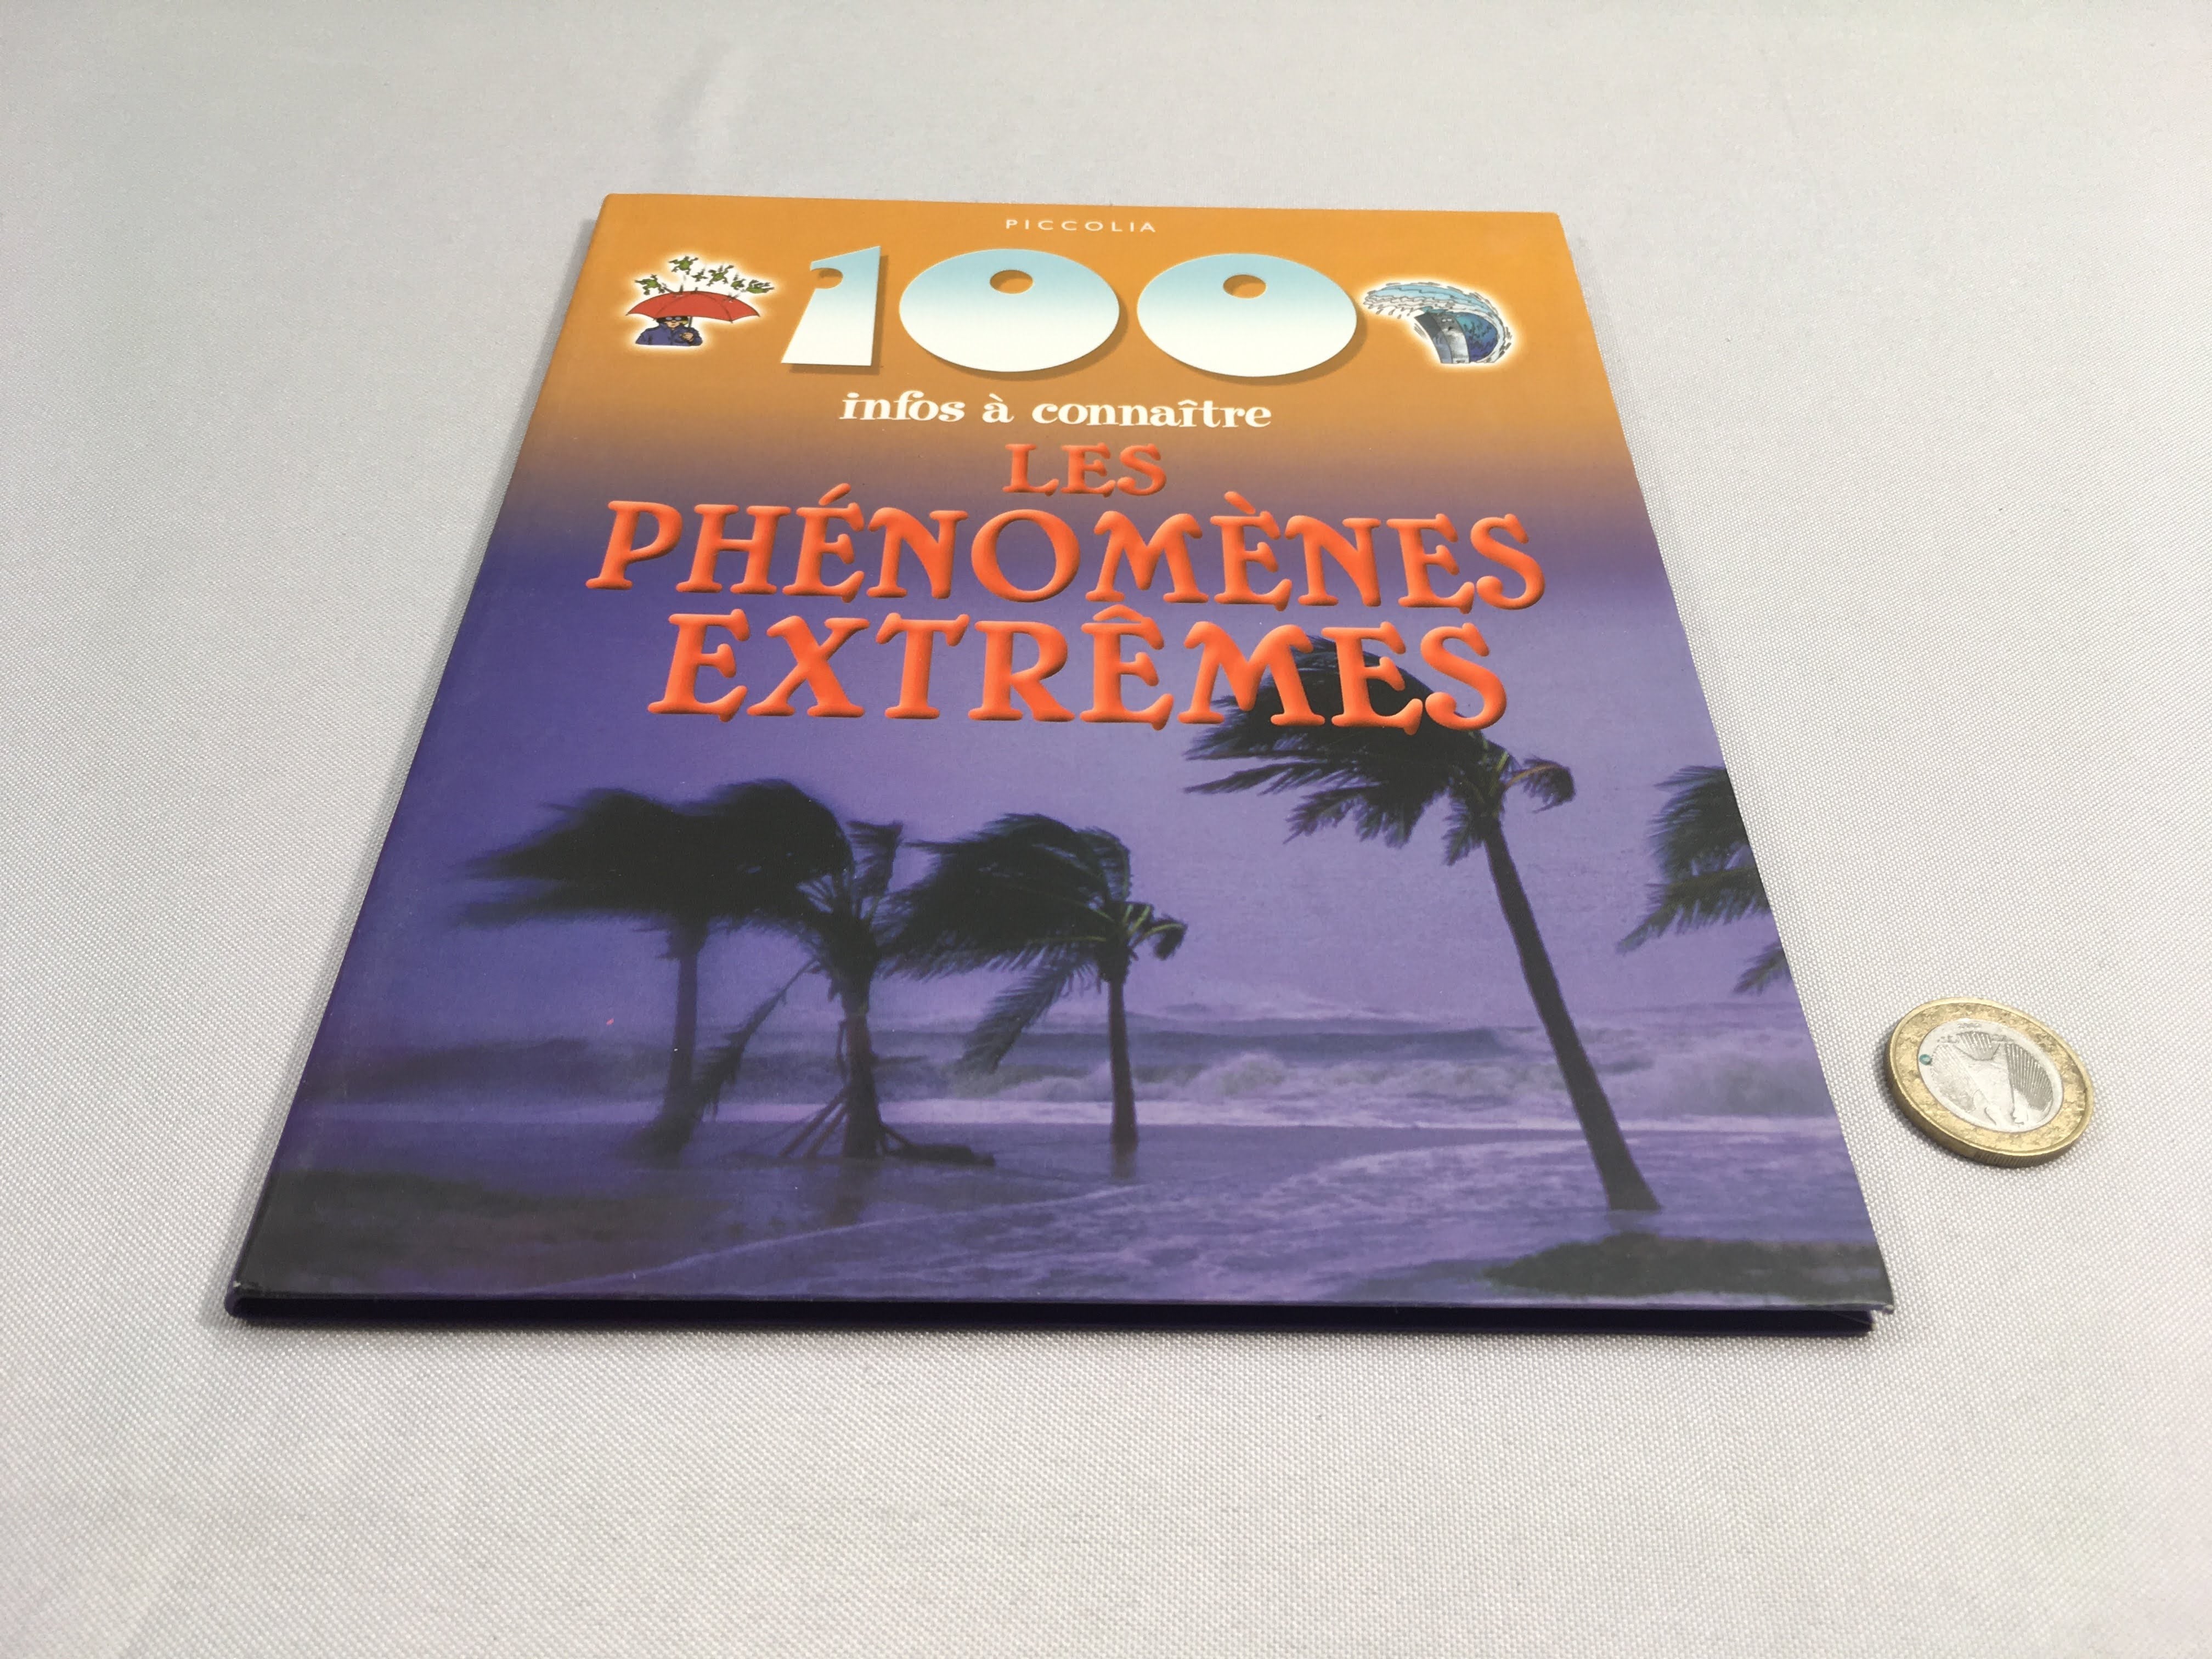 PICCOLIA
100
infos à connaître
LES
PHÉNOMÈNES
EXTRÊMES